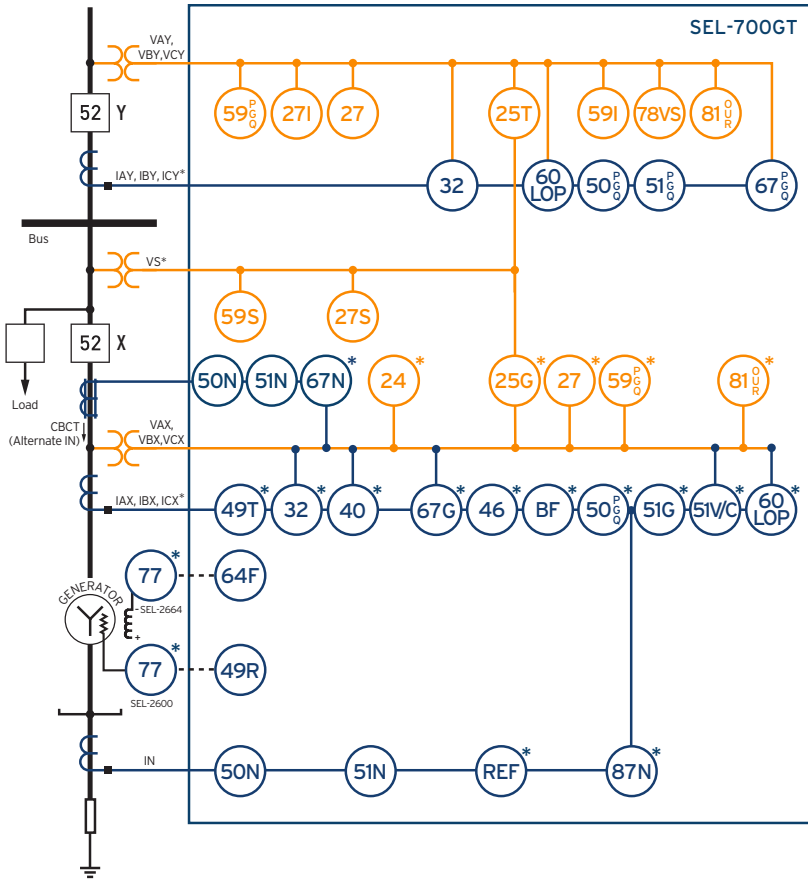 SEL-700GT
VAY,
VBY,VCY
52 Y
59 P G Q
27I
27
25T
59I
78VS
81 O U R
IAY, IBY, ICY*
32
60 LOP
50 P G Q
51 P G Q
67 P G Q
Bus
VS*
59S
27S
52 X
Load
50N
51N
67N*
24*
25G*
27*
59 P G Q*
81 O U R*
CBCT
(Alternate IN)
VAX,
VBX,VCX
IAX, IBX, ICX*
49T*
32*
40*
67G*
46*
BF*
50 P G Q*
51G*
51V/C*
60 LOP*
77*
64F
GENERATOR
-
SEL-2664
+
77*
49R
SEL-2600
IN
50N
51N
REF*
87N*